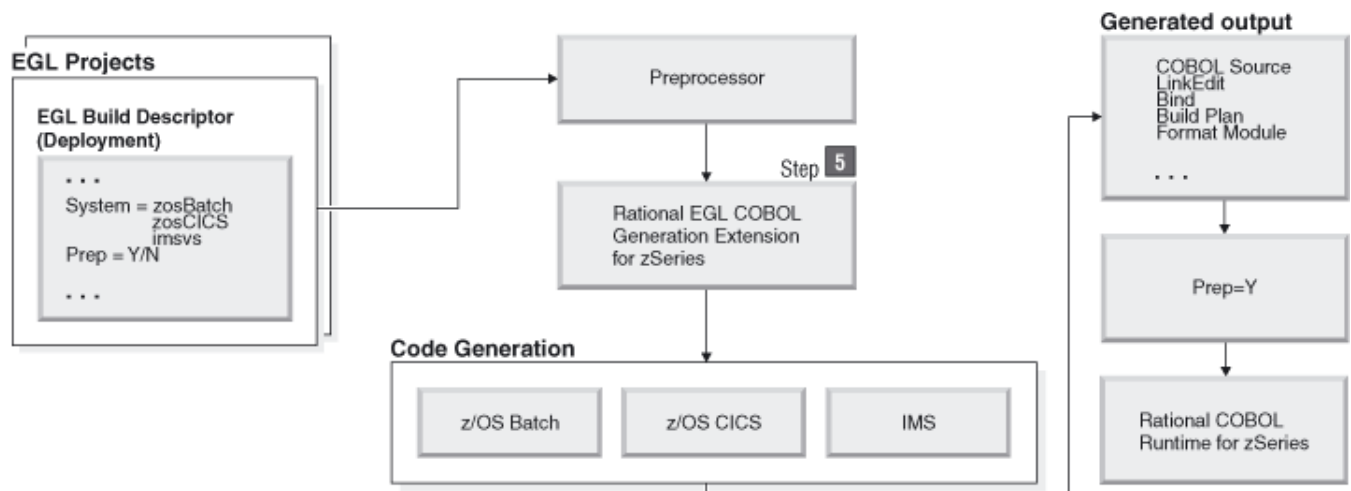 EGL Projects
EGL Build Descriptor
(Deployment)
. . .
System = zosBatch
zosCICS
imsvs
Prep = Y/N
. . .
Preprocessor
Step 5
Rational EGL COBOL
Generation Extension
for zSeries
Code Generation
z/OS Batch
z/OS CICS
IMS
Generated output
COBOL Source
LinkEdit
Bind
Build Plan
Format Module
. . .
Prep=Y
Rational COBOL
Runtime for zSeries